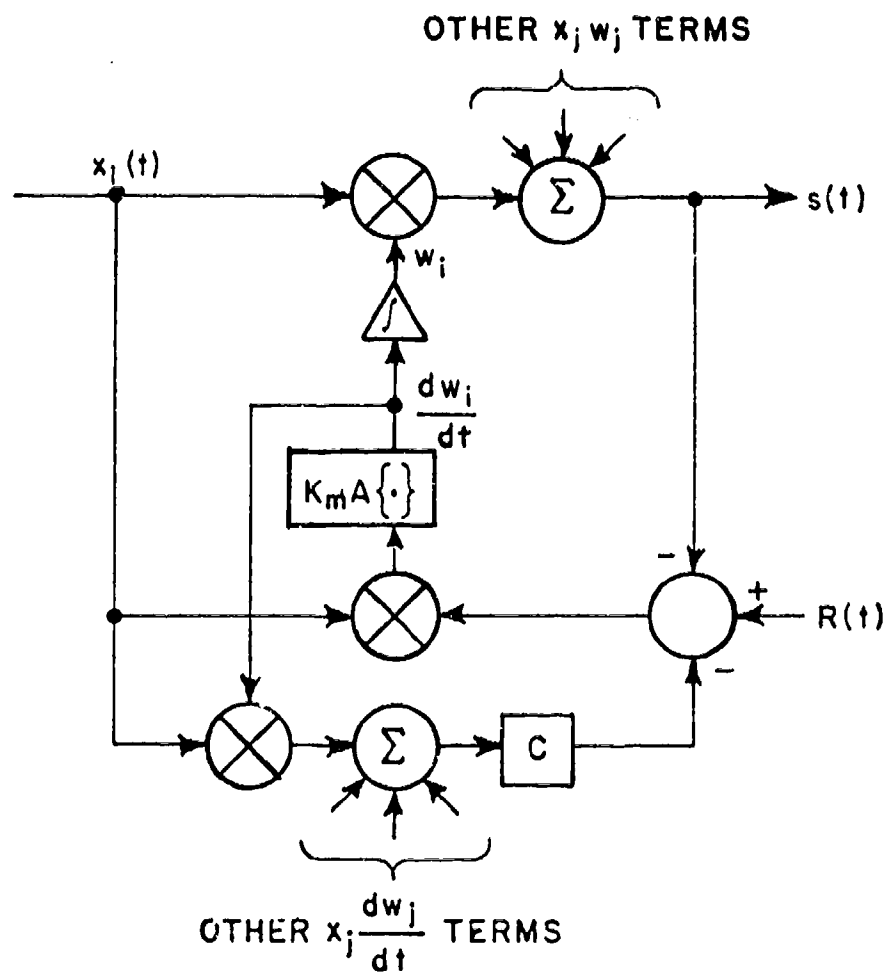 OTHER x_j w_j TERMS
x_i(t)
Σ
s(t)
w_i
∫
dw_i
dt
K_m A{·}
-
+
R(t)
-
Σ
C
OTHER x_j dw_j/dt TERMS